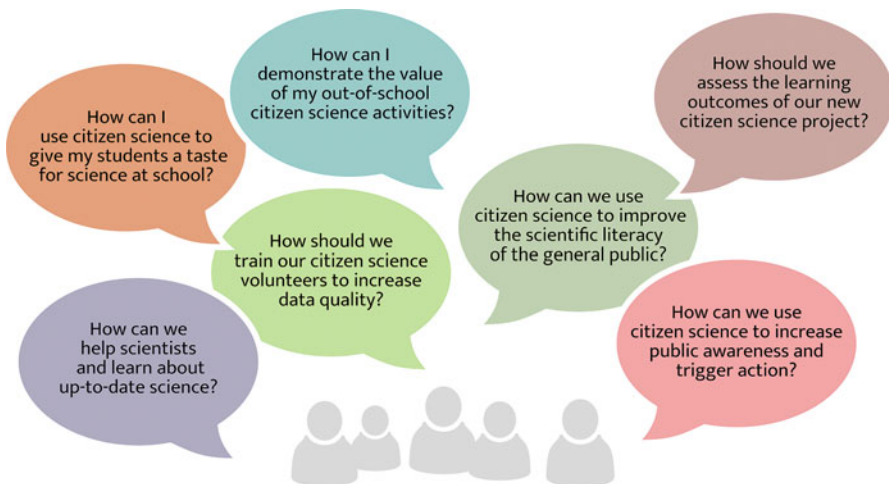 How can I
use citizen science to
give my students a taste
for science at school?
How can I
demonstrate the value
of my out-of-school
citizen science activities?
How should we
assess the learning
outcomes of our new
citizen science project?
How should we
train our citizen science
volunteers to increase
data quality?
How can we use
citizen science to improve
the scientific literacy
of the general public?
How can we
help scientists
and learn about
up-to-date science?
How can we use
citizen science to increase
public awareness and
trigger action?